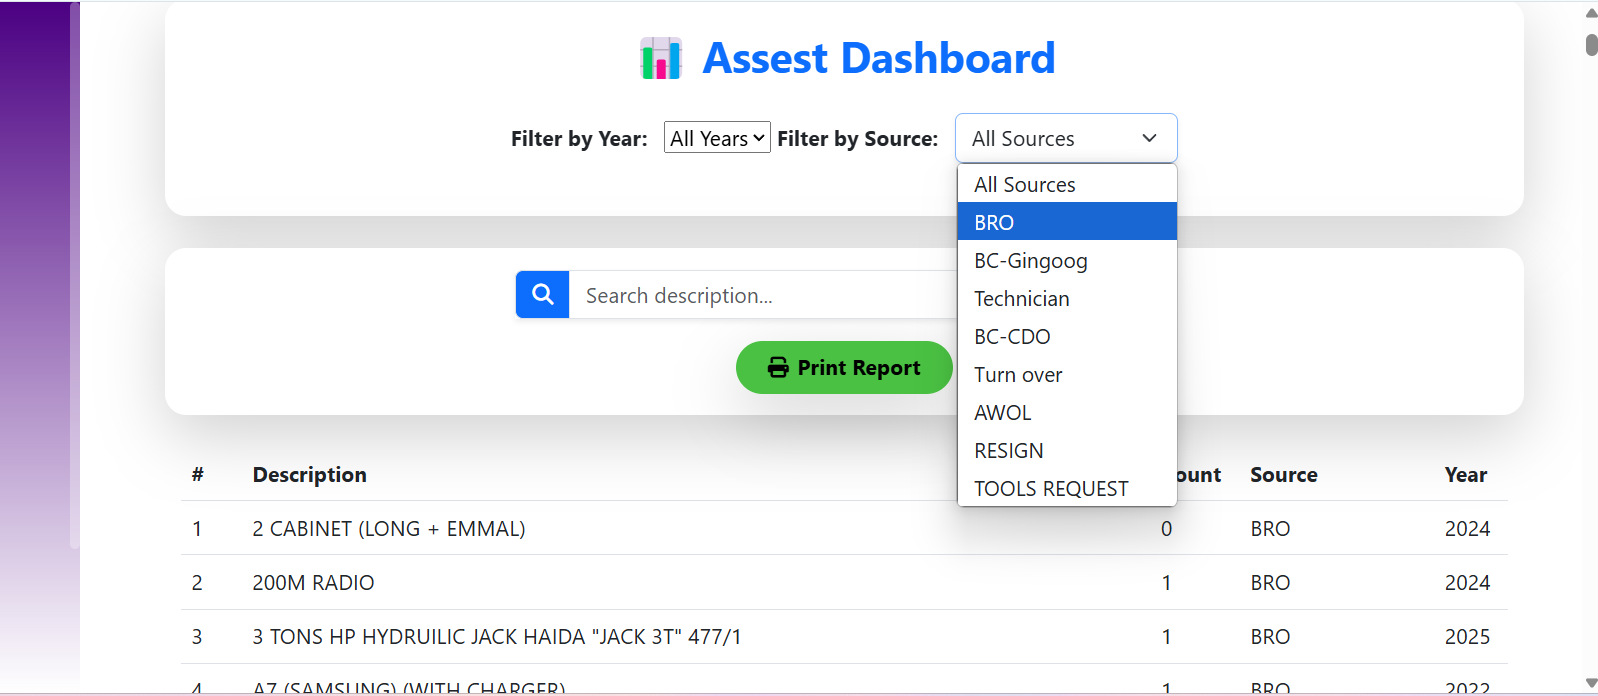 Assest Dashboard
Filter by Year: All Years Filter by Source: All Sources
All Sources
BRO
BC-Gingoog
Technician
BC-CDO
Turn over
AWOL
RESIGN
TOOLS REQUEST
Search description...
Print Report
# Description ount Source Year
1 2 CABINET (LONG + EMMAL) 0 BRO 2024
2 200M RADIO 1 BRO 2024
3 3 TONS HP HYDRUILIC JACK HAIDA "JACK 3T" 477/1 1 BRO 2025
4 A7 (SAMSUNG) (WITH CHARGER) 1 BRO 2022